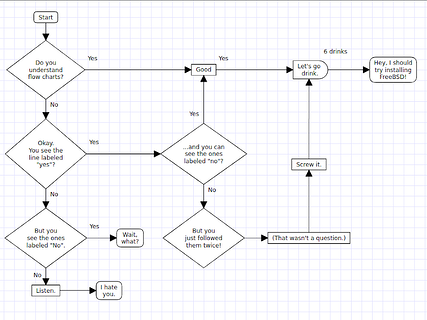 Start
Do you
understand
flow charts?
Yes
Good
Yes
Let's go
drink.
6 drinks
Hey, I should
try installing
FreeBSD!
No
Okay.
You see the
line labeled
"yes"?
Yes
...and you can
see the ones
labeled "no"?
Yes
No
No
But you
see the ones
labeled "No".
Yes
Wait,
what?
But you
just followed
them twice!
(That wasn't a question.)
Screw it.
No
Listen.
I hate
you.